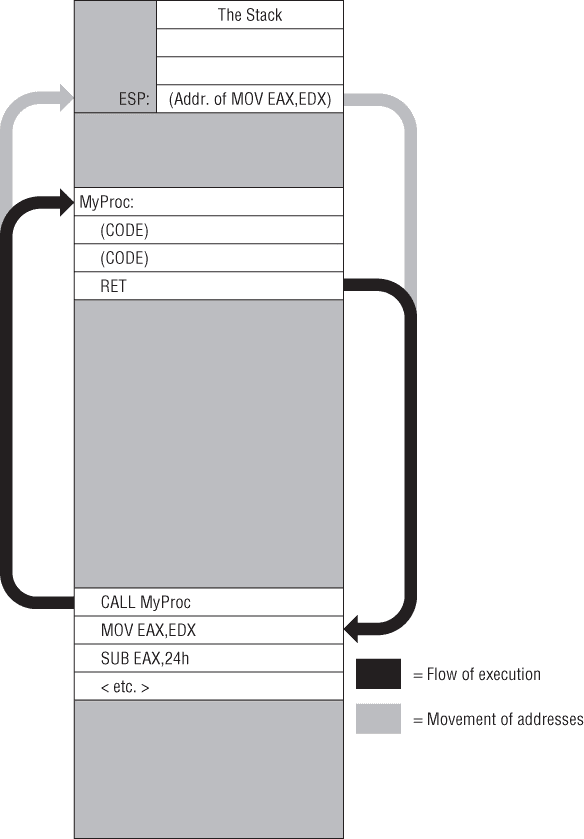 The Stack
ESP: (Addr. of MOV EAX,EDX)
MyProc:
(CODE)
(CODE)
RET
CALL MyProc
MOV EAX,EDX
SUB EAX,24h
< etc. >
= Flow of execution
= Movement of addresses